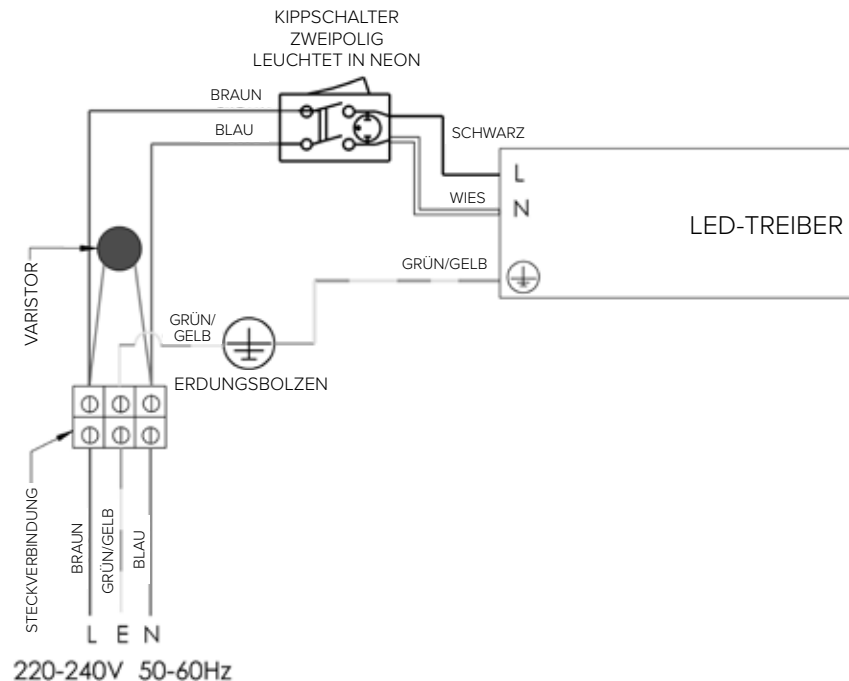 KIPPSCHALTER
ZWEIPOLIG
LEUCHTET IN NEON
BRAUN
BLAU
SCHWARZ
L
WIES
N
LED-TREIBER
GRÜN/GELB
VARISTOR
GRÜN/
GELB
ERDUNGSBOLZEN
STECKVERBINDUNG
BRAUN
GRÜN/GELB
BLAU
L E N
220-240V 50-60Hz